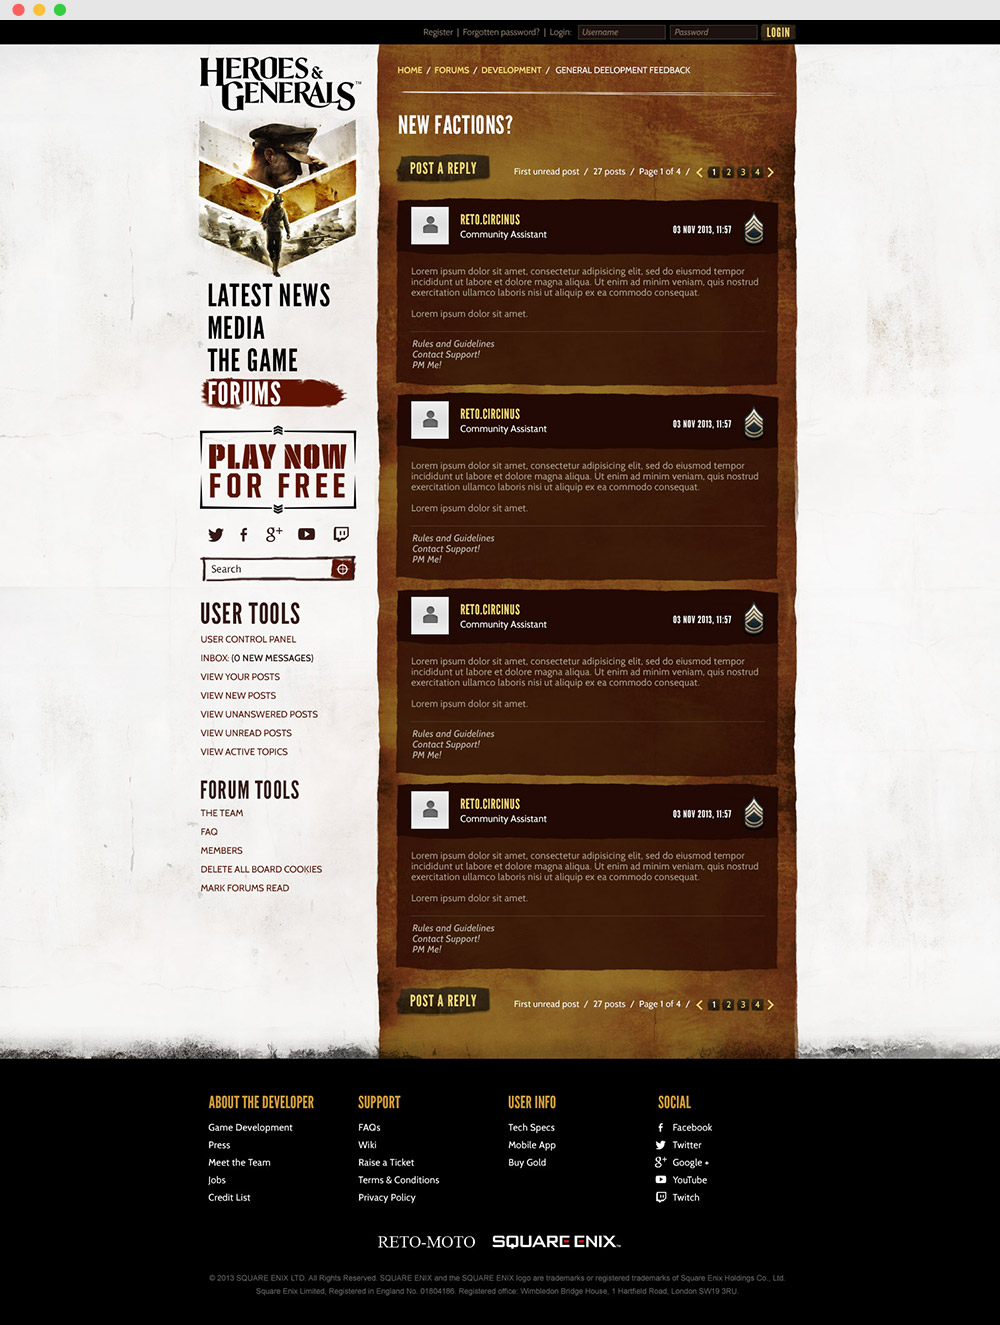 Register | Forgotten password? | Login: Username Password LOGIN
HEROES &
GENERALS™
LATEST NEWS
MEDIA
THE GAME
FORUMS
PLAY NOW
FOR FREE
Search
USER TOOLS
USER CONTROL PANEL
INBOX: (0 NEW MESSAGES)
VIEW YOUR POSTS
VIEW NEW POSTS
VIEW UNANSWERED POSTS
VIEW UNREAD POSTS
VIEW ACTIVE TOPICS
FORUM TOOLS
THE TEAM
FAQ
MEMBERS
DELETE ALL BOARD COOKIES
MARK FORUMS READ
HOME / FORUMS / DEVELOPMENT / GENERAL DEELOPMENT FEEDBACK
NEW FACTIONS?
POST A REPLY
First unread post / 27 posts / Page 1 of 4 / 1 2 3 4
RETO.CIRCINUS
Community Assistant
03 NOV 2013, 11:57
Lorem ipsum dolor sit amet, consectetur adipisicing elit, sed do eiusmod tempor
incididunt ut labore et dolore magna aliqua. Ut enim ad minim veniam, quis nostrud
exercitation ullamco laboris nisi ut aliquip ex ea commodo consequat.
Lorem ipsum dolor sit amet.
Rules and Guidelines
Contact Support!
PM Me!
RETO.CIRCINUS
Community Assistant
03 NOV 2013, 11:57
Lorem ipsum dolor sit amet, consectetur adipisicing elit, sed do eiusmod tempor
incididunt ut labore et dolore magna aliqua. Ut enim ad minim veniam, quis nostrud
exercitation ullamco laboris nisi ut aliquip ex ea commodo consequat.
Lorem ipsum dolor sit amet.
Rules and Guidelines
Contact Support!
PM Me!
RETO.CIRCINUS
Community Assistant
03 NOV 2013, 11:57
Lorem ipsum dolor sit amet, consectetur adipisicing elit, sed do eiusmod tempor
incididunt ut labore et dolore magna aliqua. Ut enim ad minim veniam, quis nostrud
exercitation ullamco laboris nisi ut aliquip ex ea commodo consequat.
Lorem ipsum dolor sit amet.
Rules and Guidelines
Contact Support!
PM Me!
RETO.CIRCINUS
Community Assistant
03 NOV 2013, 11:57
Lorem ipsum dolor sit amet, consectetur adipisicing elit, sed do eiusmod tempor
incididunt ut labore et dolore magna aliqua. Ut enim ad minim veniam, quis nostrud
exercitation ullamco laboris nisi ut aliquip ex ea commodo consequat.
Lorem ipsum dolor sit amet.
Rules and Guidelines
Contact Support!
PM Me!
POST A REPLY
First unread post / 27 posts / Page 1 of 4 / 1 2 3 4
ABOUT THE DEVELOPER
Game Development
Press
Meet the Team
Jobs
Credit List
SUPPORT
FAQs
Wiki
Raise a Ticket
Terms & Conditions
Privacy Policy
USER INFO
Tech Specs
Mobile App
Buy Gold
SOCIAL
Facebook
Twitter
Google +
YouTube
Twitch
RETO-MOTO SQUARE ENIX™
© 2013 SQUARE ENIX LTD. All Rights Reserved. SQUARE ENIX and the SQUARE ENIX logo are trademarks or registered trademarks of Square Enix Holdings Co., Ltd.
Square Enix Limited, Registered in England No. 01804186. Registered office: Wimbledon Bridge House, 1 Hartfield Road, London SW19 3RU.